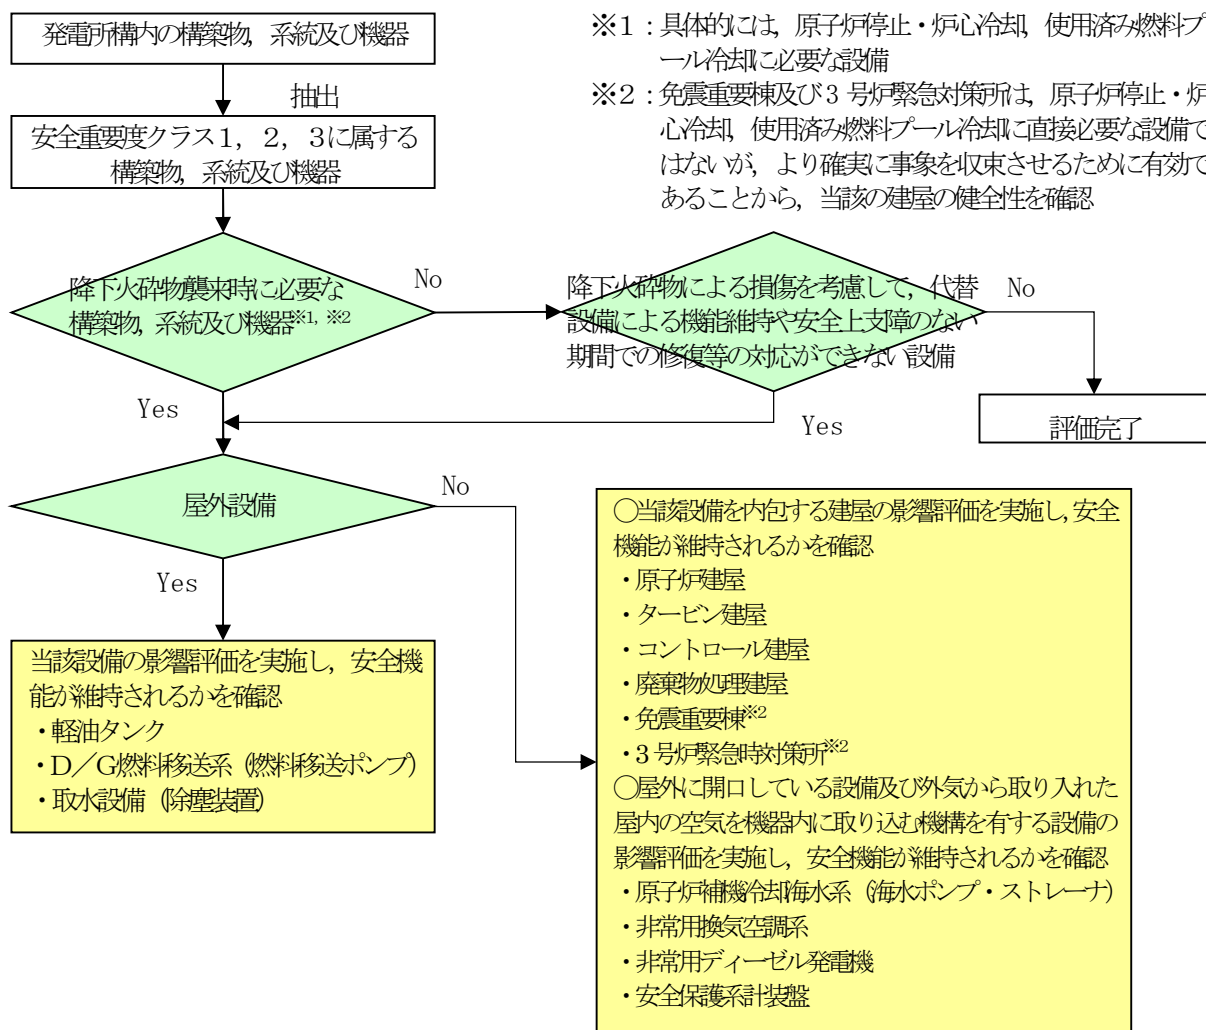 発電所構内の構築物，系統及び機器
※1：具体的には，原子炉停止・炉心冷却，使用済み燃料プ
ール冷却に必要な設備
※2：免震重要棟及び3号炉緊急対策所は，原子炉停止・炉
心冷却，使用済み燃料プール冷却に直接必要な設備で
はないが，より確実に事象を収束させるために有効で
あることから，当該の建屋の健全性を確認
抽出
安全重要度クラス1，2，3に属する
構築物，系統及び機器
降下火砕物襲来時に必要な
構築物，系統及び機器※1，※2
No
Yes
降下火砕物による損傷を考慮して，代替
設備による機能維持や安全上支障のない
期間での修復等の対応ができない設備
No
Yes
評価完了
屋外設備
No
Yes
当該設備の影響評価を実施し，安全機
能が維持されるかを確認
・軽油タンク
・D／G燃料移送系（燃料移送ポンプ）
・取水設備（除塵装置）
○当該設備を内包する建屋の影響評価を実施し，安全
機能が維持されるかを確認
・原子炉建屋
・タービン建屋
・コントロール建屋
・廃棄物処理建屋
・免震重要棟※2
・3号炉緊急時対策所※2
○屋外に開口している設備及び外気から取り入れた
屋内の空気を機器内に取り込む機構を有する設備の
影響評価を実施し，安全機能が維持されるかを確認
・原子炉補機冷却海水系（海水ポンプ・ストレーナ）
・非常用換気空調系
・非常用ディーゼル発電機
・安全保護系計装盤